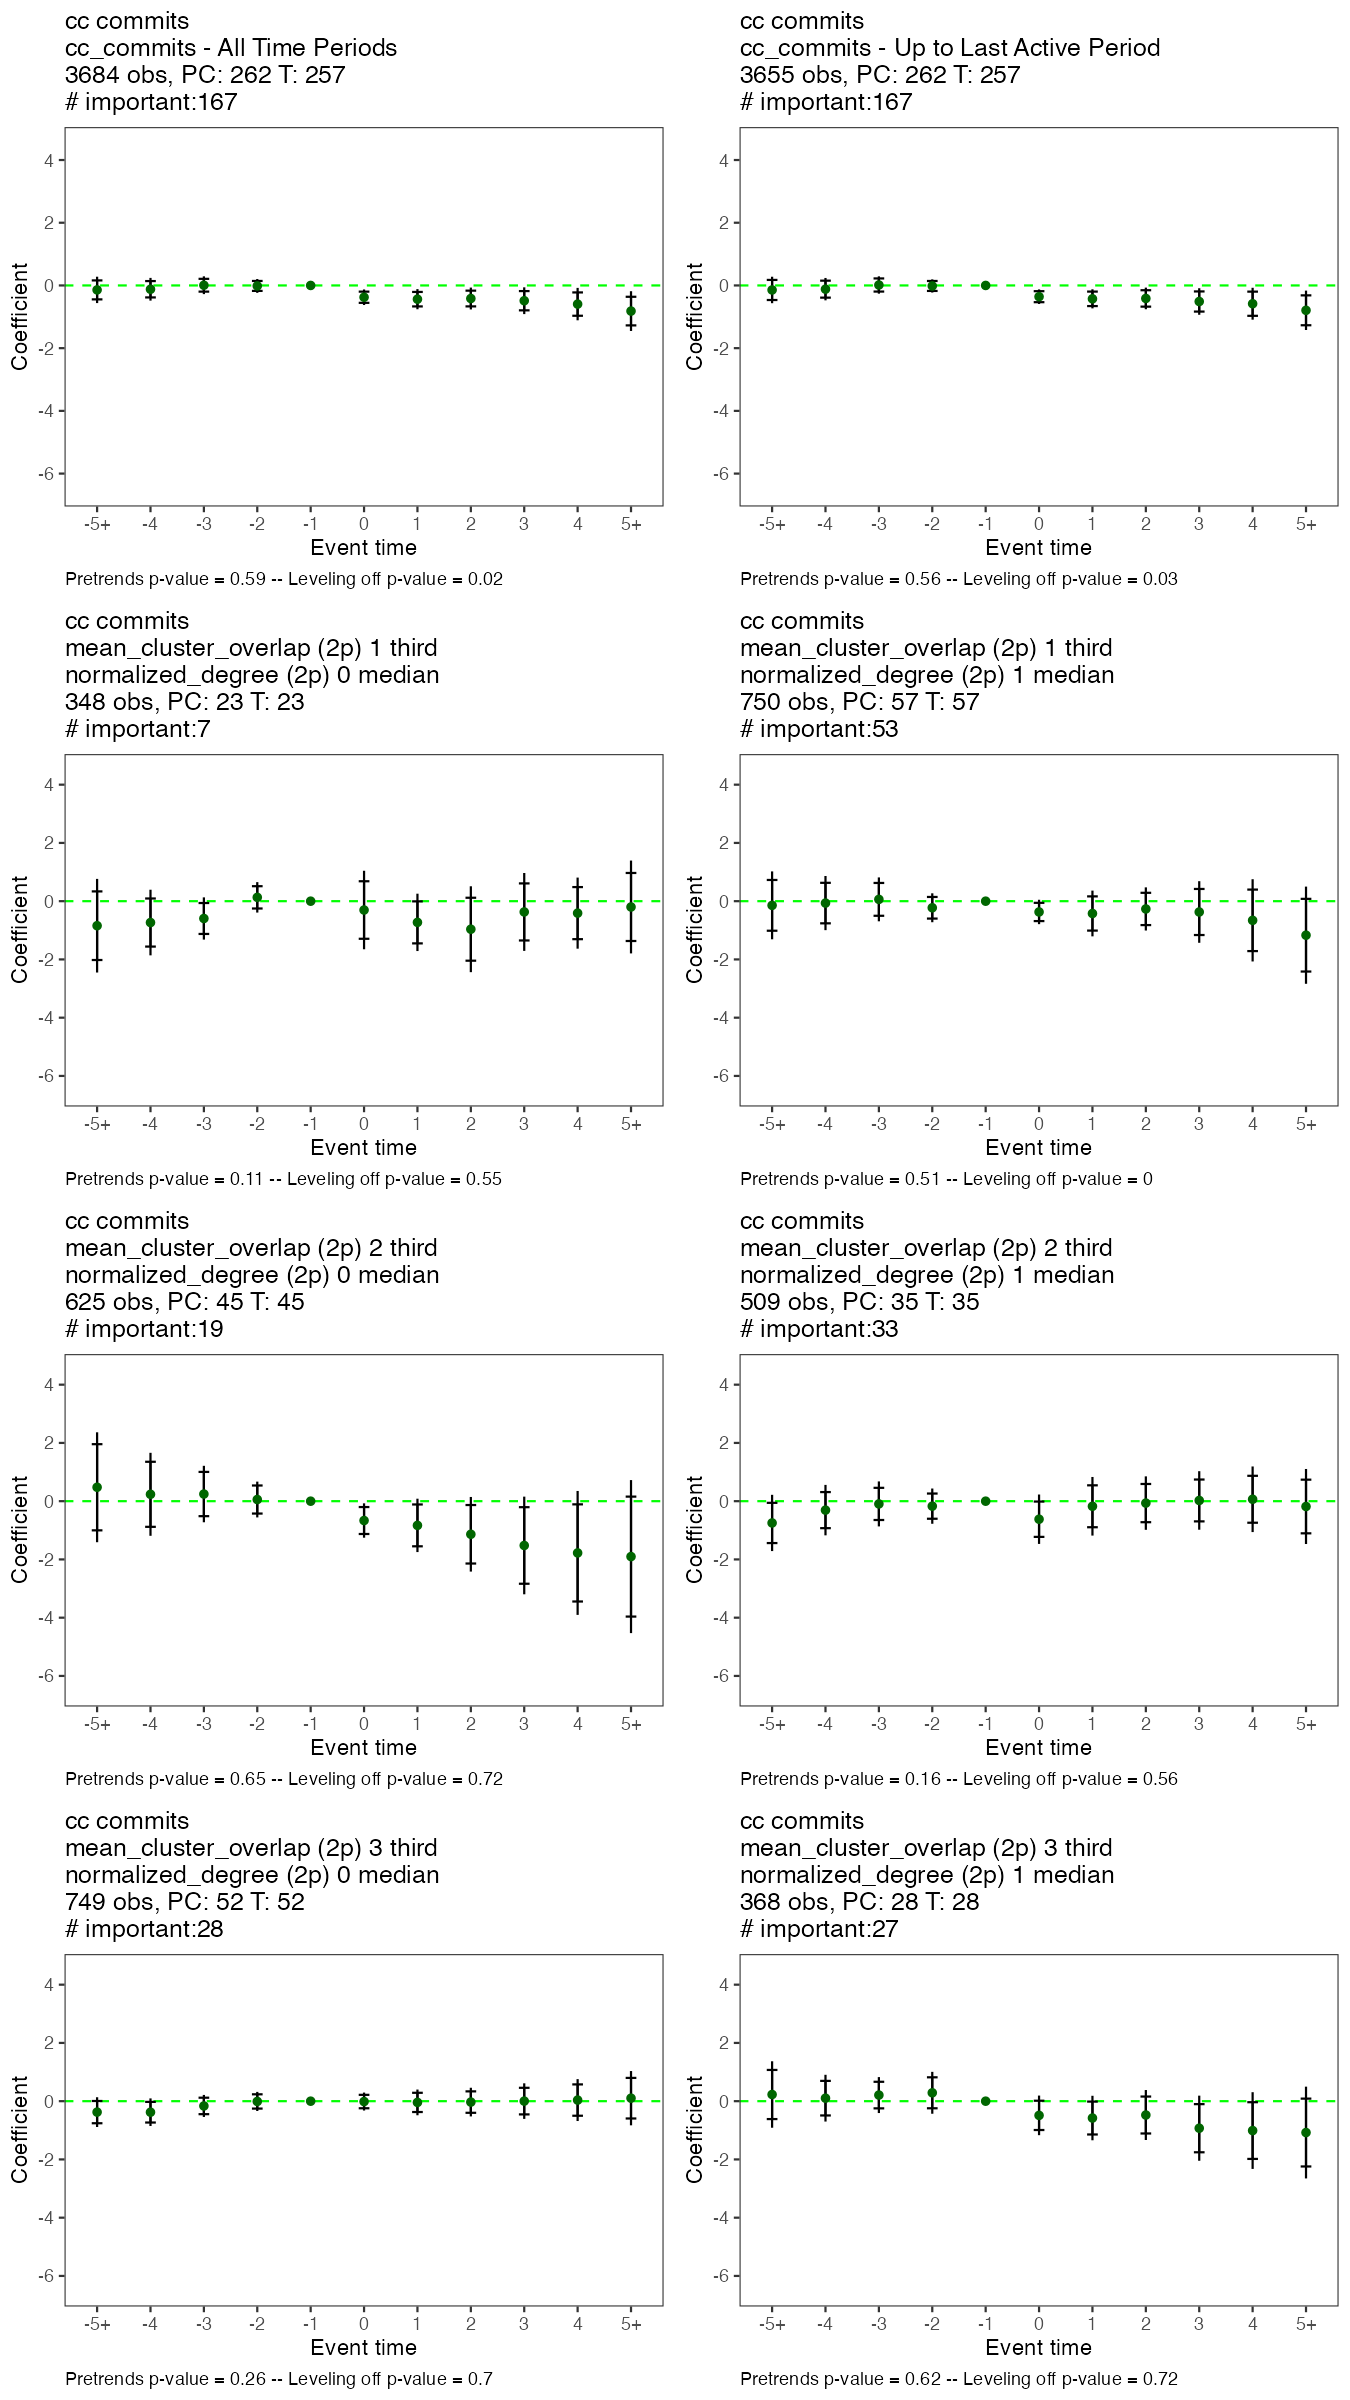 cc commits
cc_commits - All Time Periods
3684 obs, PC: 262 T: 257
# important:167
4
2
0
-2
-4
-6
Coefficient
-5+ -4 -3 -2 -1 0 1 2 3 4 5+
Event time
Pretrends p-value = 0.59 -- Leveling off p-value = 0.02
cc commits
cc_commits - Up to Last Active Period
3655 obs, PC: 262 T: 257
# important:167
4
2
0
-2
-4
-6
Coefficient
-5+ -4 -3 -2 -1 0 1 2 3 4 5+
Event time
Pretrends p-value = 0.56 -- Leveling off p-value = 0.03
cc commits
mean_cluster_overlap (2p) 1 third
normalized_degree (2p) 0 median
348 obs, PC: 23 T: 23
# important:7
4
2
0
-2
-4
-6
Coefficient
-5+ -4 -3 -2 -1 0 1 2 3 4 5+
Event time
Pretrends p-value = 0.11 -- Leveling off p-value = 0.55
cc commits
mean_cluster_overlap (2p) 1 third
normalized_degree (2p) 1 median
750 obs, PC: 57 T: 57
# important:53
4
2
0
-2
-4
-6
Coefficient
-5+ -4 -3 -2 -1 0 1 2 3 4 5+
Event time
Pretrends p-value = 0.51 -- Leveling off p-value = 0
cc commits
mean_cluster_overlap (2p) 2 third
normalized_degree (2p) 0 median
625 obs, PC: 45 T: 45
# important:19
4
2
0
-2
-4
-6
Coefficient
-5+ -4 -3 -2 -1 0 1 2 3 4 5+
Event time
Pretrends p-value = 0.65 -- Leveling off p-value = 0.72
cc commits
mean_cluster_overlap (2p) 2 third
normalized_degree (2p) 1 median
509 obs, PC: 35 T: 35
# important:33
4
2
0
-2
-4
-6
Coefficient
-5+ -4 -3 -2 -1 0 1 2 3 4 5+
Event time
Pretrends p-value = 0.16 -- Leveling off p-value = 0.56
cc commits
mean_cluster_overlap (2p) 3 third
normalized_degree (2p) 0 median
749 obs, PC: 52 T: 52
# important:28
4
2
0
-2
-4
-6
Coefficient
-5+ -4 -3 -2 -1 0 1 2 3 4 5+
Event time
Pretrends p-value = 0.26 -- Leveling off p-value = 0.7
cc commits
mean_cluster_overlap (2p) 3 third
normalized_degree (2p) 1 median
368 obs, PC: 28 T: 28
# important:27
4
2
0
-2
-4
-6
Coefficient
-5+ -4 -3 -2 -1 0 1 2 3 4 5+
Event time
Pretrends p-value = 0.62 -- Leveling off p-value = 0.72